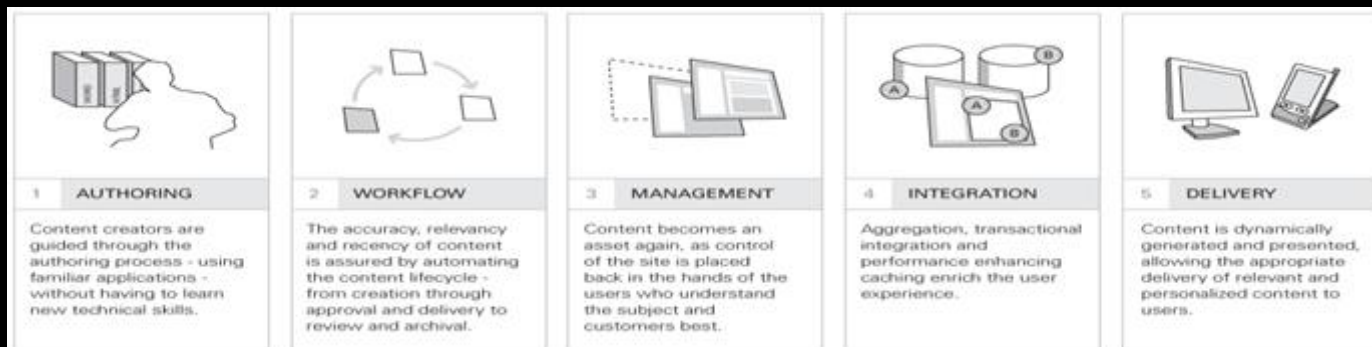 1 AUTHORING
Content creators are
guided through the
authoring process - using
familiar applications -
without having to learn
new technical skills.
2 WORKFLOW
The accuracy, relevancy
and recency of content
is assured by automating
the content lifecycle -
from creation through
approval and delivery to
review and archival.
3 MANAGEMENT
Content becomes an
asset again, as control
of the site is placed
back in the hands of the
users who understand
the subject and
customers best.
A
B
A
B
4 INTEGRATION
Aggregation, transactional
integration and
performance enhancing
caching enrich the user
experience.
5 DELIVERY
Content is dynamically
generated and presented,
allowing the appropriate
delivery of relevant and
personalized content to
users.